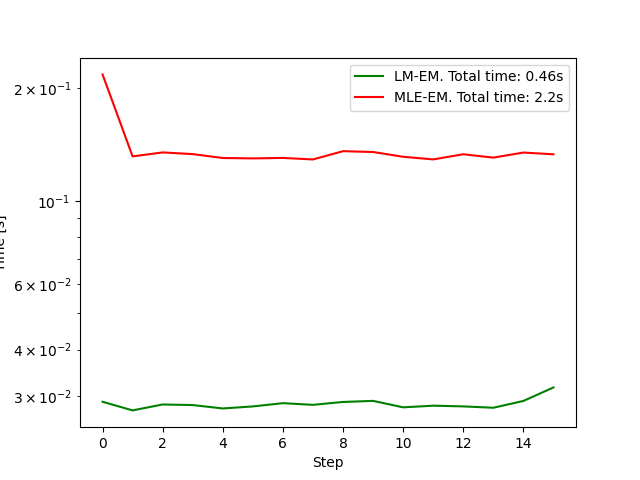 LM-EM. Total time: 0.46s
MLE-EM. Total time: 2.2s
2 × 10⁻¹
10⁻¹
6 × 10⁻²
4 × 10⁻²
3 × 10⁻²
0 2 4 6 8 10 12 14
Step